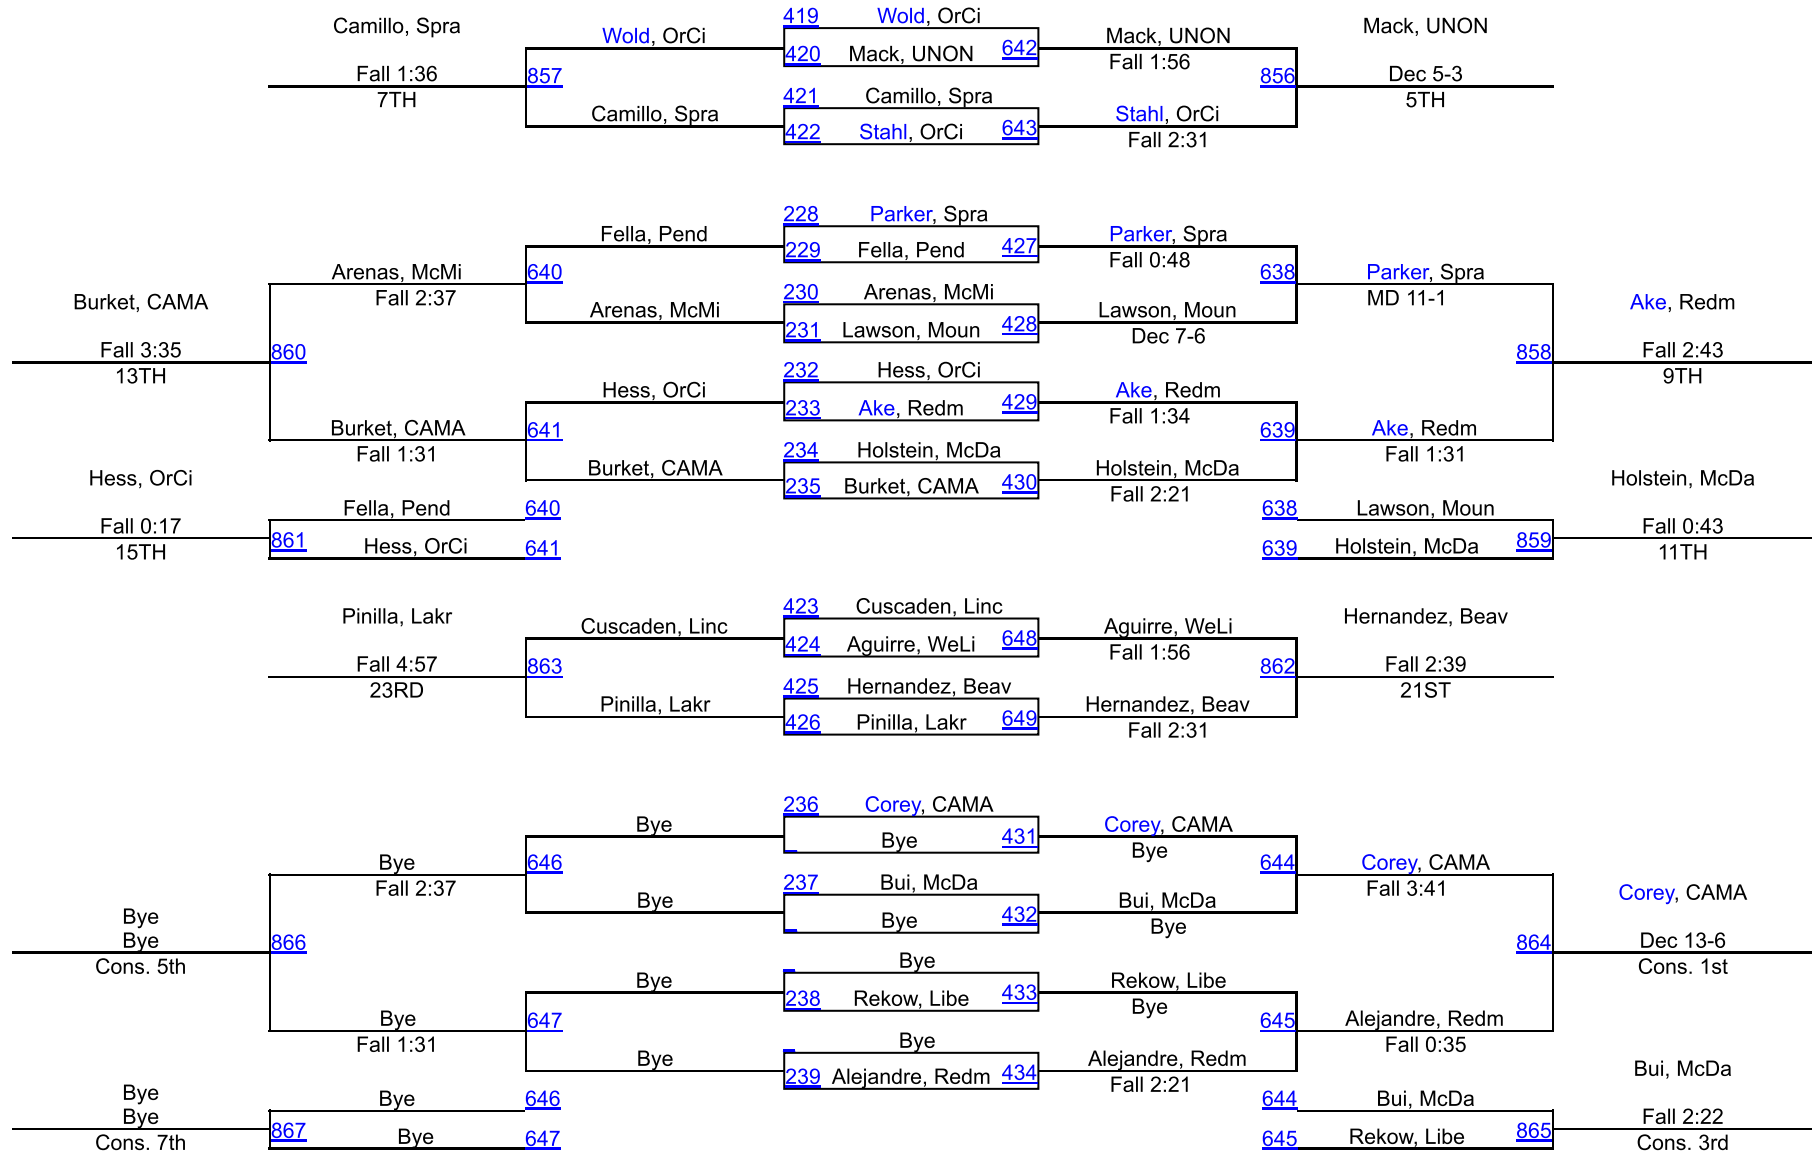 Camillo, Spra
Fall 1:36
7TH
Wold, OrCi
857
Camillo, Spra
419 Wold, OrCi
420 Mack, UNON 642
421 Camillo, Spra
422 Stahl, OrCi 643
Mack, UNON
Fall 1:56
856
Stahl, OrCi
Fall 2:31
Mack, UNON
Dec 5-3
5TH
Burket, CAMA
Fall 3:35
13TH
860
Arenas, McMi
Fall 2:37
Burket, CAMA
Fall 1:31
Fella, Pend
640
Arenas, McMi
Hess, OrCi
641
Burket, CAMA
228 Parker, Spra
229 Fella, Pend 427
230 Arenas, McMi
231 Lawson, Moun 428
232 Hess, OrCi
233 Ake, Redm 429
234 Holstein, McDa
235 Burket, CAMA 430
Parker, Spra
Fall 0:48
638
Lawson, Moun
Dec 7-6
Ake, Redm
Fall 1:34
639
Holstein, McDa
Fall 2:21
Parker, Spra
MD 11-1
858
Ake, Redm
Fall 1:31
Ake, Redm
Fall 2:43
9TH
Hess, OrCi
Fall 0:17
15TH
Fella, Pend 640
861
Hess, OrCi 641
638 Lawson, Moun
639 Holstein, McDa 859
Holstein, McDa
Fall 0:43
11TH
Pinilla, Lakr
Fall 4:57
23RD
Cuscaden, Linc
863
Pinilla, Lakr
423 Cuscaden, Linc
424 Aguirre, WeLi 648
425 Hernandez, Beav
426 Pinilla, Lakr 649
Aguirre, WeLi
Fall 1:56
862
Hernandez, Beav
Fall 2:31
Hernandez, Beav
Fall 2:39
21ST
Bye
Bye
Cons. 5th
866
Bye
Fall 2:37
Bye
Fall 1:31
Bye
646
Bye
Bye
647
Bye
236 Corey, CAMA
Bye 431
237 Bui, McDa
Bye 432
Bye
238 Rekow, Libe 433
Bye
239 Alejandre, Redm 434
Corey, CAMA
Bye
644
Bui, McDa
Bye
Rekow, Libe
Bye
645
Alejandre, Redm
Fall 2:21
Corey, CAMA
Fall 3:41
864
Alejandre, Redm
Fall 0:35
Corey, CAMA
Dec 13-6
Cons. 1st
Bye
Bye
Cons. 7th
Bye 646
867
Bye 647
644 Bui, McDa
645 Rekow, Libe 865
Bui, McDa
Fall 2:22
Cons. 3rd